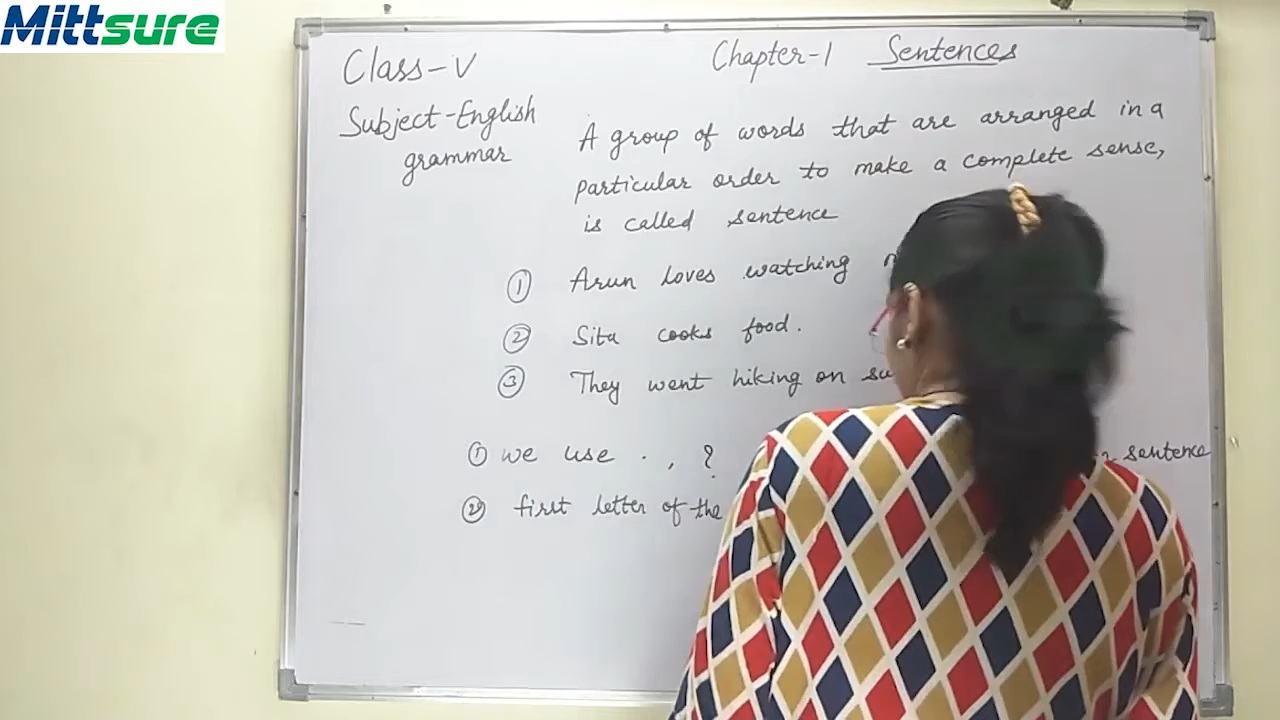 Mittsure
Class-V
Chapter-1 Sentences
Subject-English
grammar
A group of words that are arranged in a
particular order to make a complete sense,
is called sentence
① Arun loves watching
② Sita cooks food.
③ They went hiking on
① we use . , ? sentence
② first letter of the